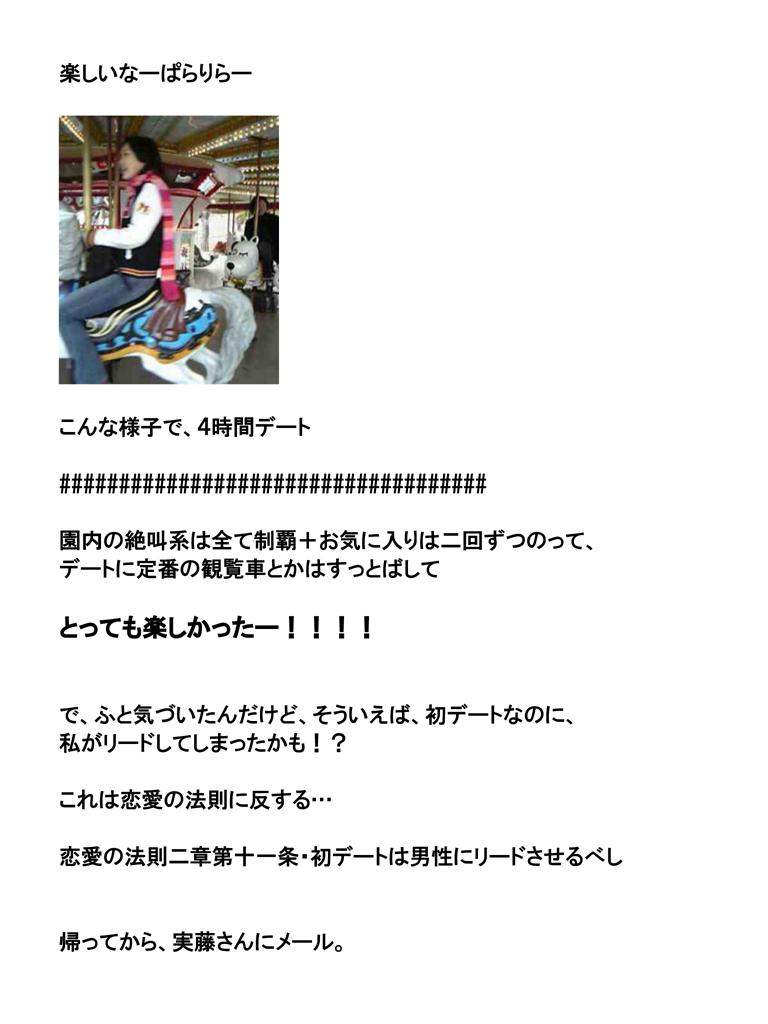 楽しいなーぱらりらー
こんな様子で、4時間デート
####################################
園内の絶叫系は全て制覇＋お気に入りは二回ずつのって、
デートに定番の観覧車とかはすっとばして
とっても楽しかったー！！！！
で、ふと気づいたんだけど、そういえば、初デートなのに、
私がリードしてしまったかも！？
これは恋愛の法則に反する…
恋愛の法則二章第十一条・初デートは男性にリードさせるべし
帰ってから、実藤さんにメール。